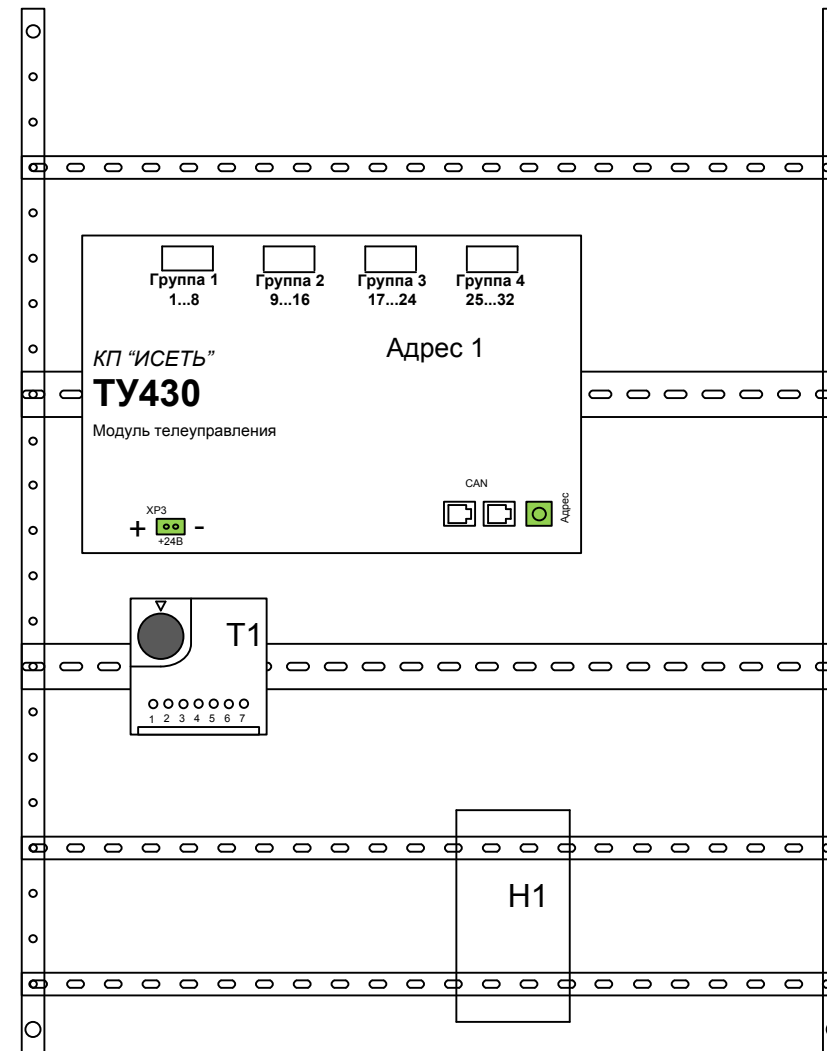 Группа 1 Группа 2 Группа 3 Группа 4
1...8 9...16 17...24 25...32
Адрес 1
КП “ИСЕТЬ”
ТУ430
Модуль телеуправления
CAN
XP3
+ -
+24В
Адрес
T1
1 2 3 4 5 6 7
H1